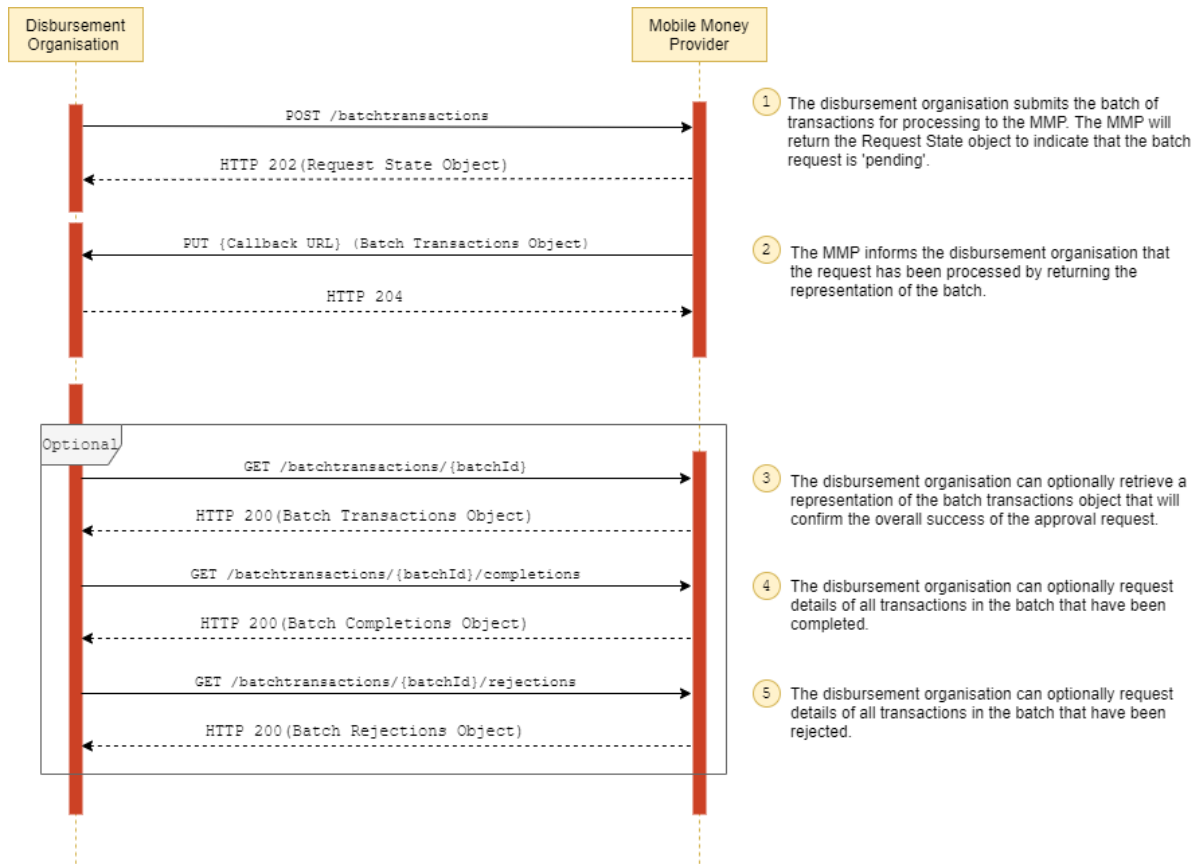 Disbursement
Organisation
Mobile Money
Provider
POST /batchtransactions
1
The disbursement organisation submits the batch of
transactions for processing to the MMP. The MMP will
return the Request State object to indicate that the batch
request is 'pending'.
HTTP 202(Request State Object)
PUT {Callback URL} (Batch Transactions Object)
2
The MMP informs the disbursement organisation that
the request has been processed by returning the
representation of the batch.
HTTP 204
Optional
GET /batchtransactions/{batchId}
3
The disbursement organisation can optionally retrieve a
representation of the batch transactions object that will
confirm the overall success of the approval request.
HTTP 200(Batch Transactions Object)
GET /batchtransactions/{batchId}/completions
4
The disbursement organisation can optionally request
details of all transactions in the batch that have been
completed.
HTTP 200(Batch Completions Object)
GET /batchtransactions/{batchId}/rejections
5
The disbursement organisation can optionally request
details of all transactions in the batch that have been
rejected.
HTTP 200(Batch Rejections Object)